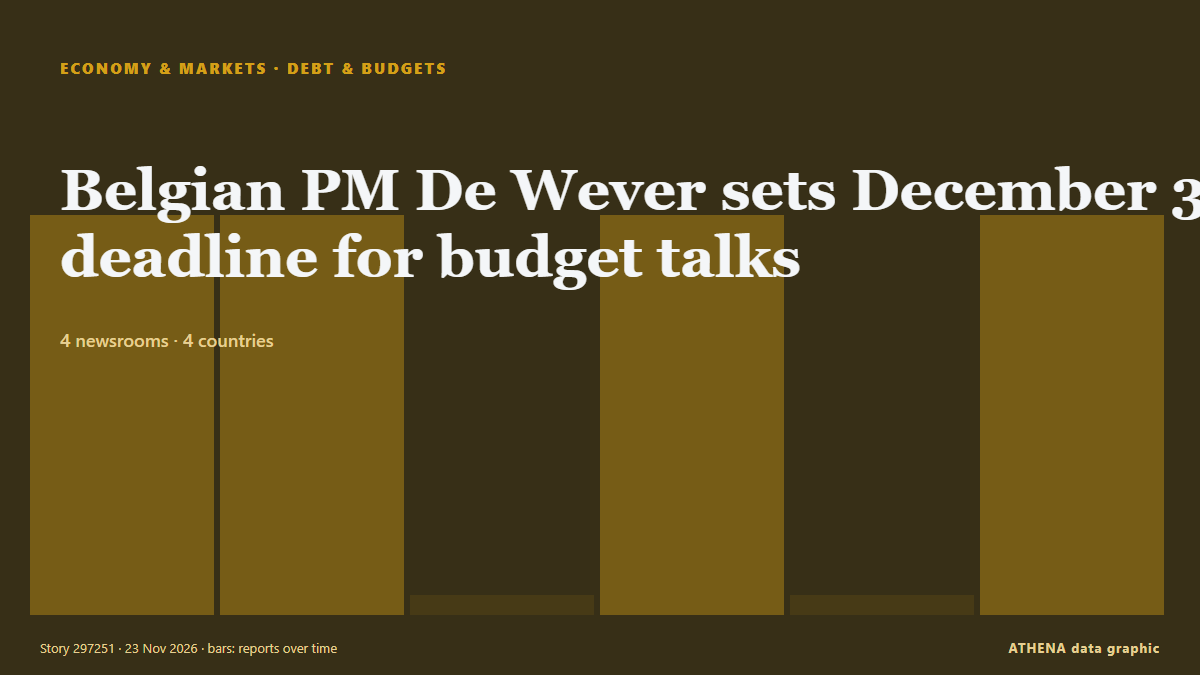 ECONOMY & MARKETS · DEBT & BUDGETS
Belgian PM De Wever sets December 3
deadline for budget talks
4 newsrooms · 4 countries
Story 297251 · 23 Nov 2026 · bars: reports over time
ATHENA data graphic